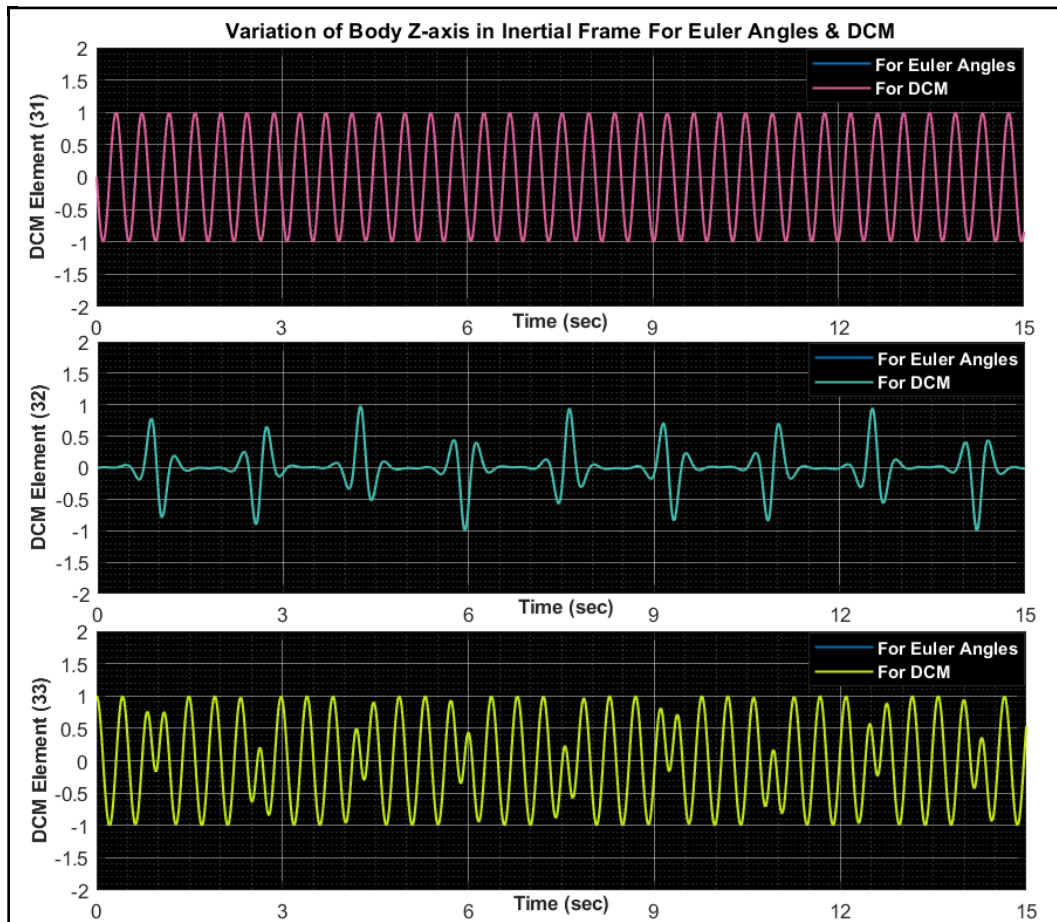 Variation of Body Z-axis in Inertial Frame For Euler Angles & DCM
DCM Element (31)
2
1.5
1
0.5
0
-0.5
-1
-1.5
-2
For Euler Angles
For DCM
0 3 6 9 12 15
Time (sec)
DCM Element (32)
2
1.5
1
0.5
0
-0.5
-1
-1.5
-2
For Euler Angles
For DCM
0 3 6 9 12 15
Time (sec)
DCM Element (33)
2
1.5
1
0.5
0
-0.5
-1
-1.5
-2
For Euler Angles
For DCM
0 3 6 9 12 15
Time (sec)